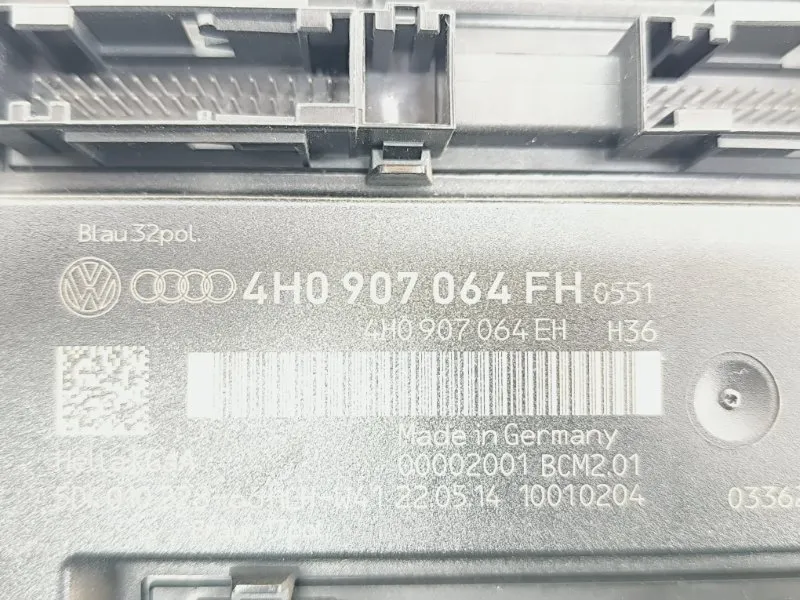 Blau 32pol.
4H0 907 064 FH 0551
4H0 907 064 EH H36
Made in Germany
00002001 BCM2.01
22.05.14 10010204
0336